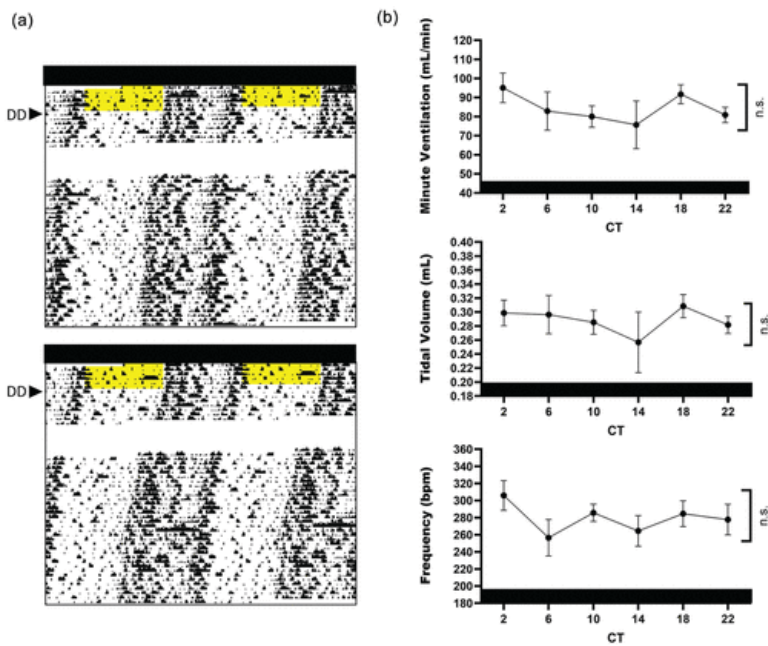 (a)
DD
DD
(b)
Minute Ventilation (mL/min)
120
110
100
90
80
70
60
50
40
2 6 10 14 18 22
CT
n.s.
Tidal Volume (mL)
0.40
0.38
0.36
0.34
0.32
0.30
0.28
0.26
0.24
0.22
0.20
0.18
2 6 10 14 18 22
CT
n.s.
Frequency (bpm)
360
340
320
300
280
260
240
220
200
180
2 6 10 14 18 22
CT
n.s.